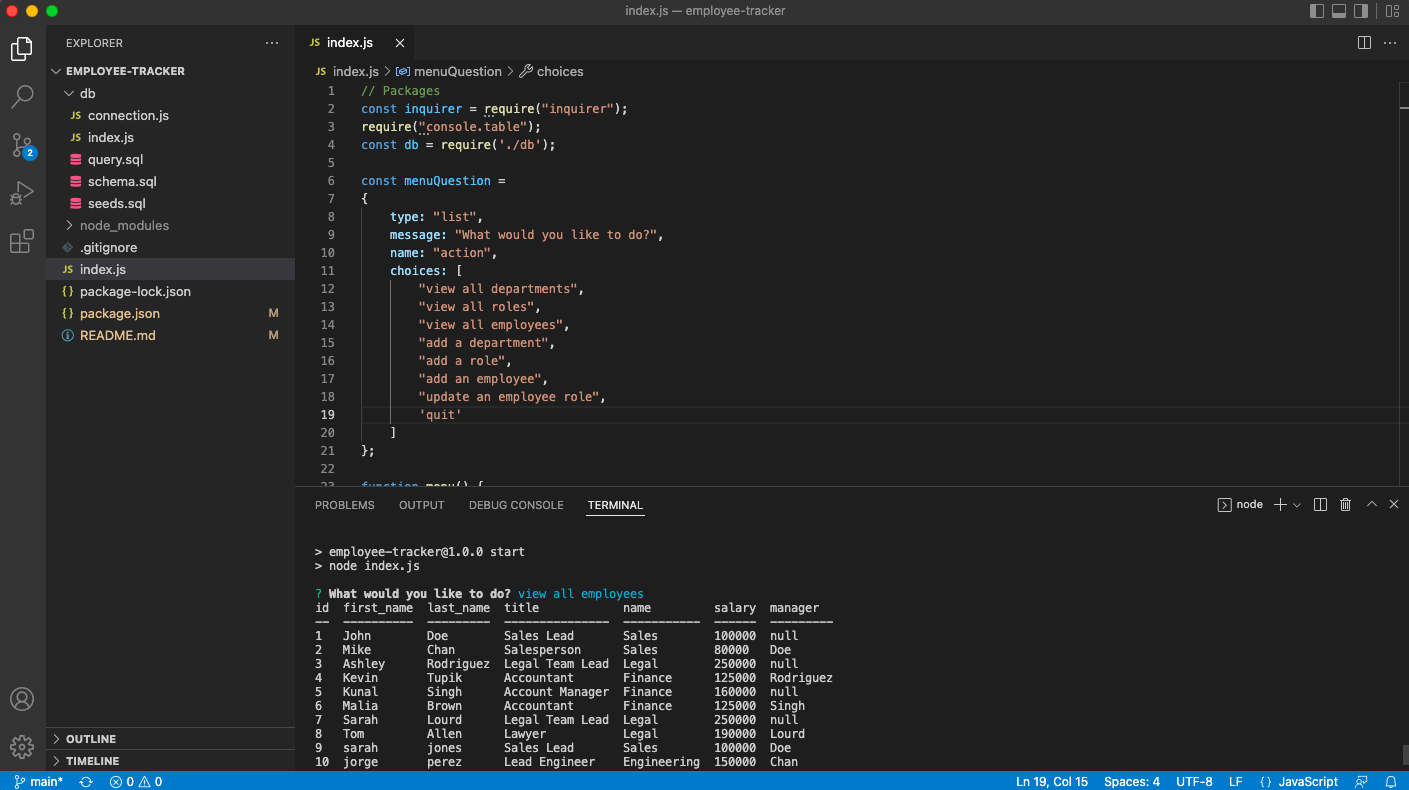 index.js — employee-tracker
EXPLORER
EMPLOYEE-TRACKER
db
JS connection.js
JS index.js
query.sql
schema.sql
seeds.sql
node_modules
.gitignore
JS index.js
{} package-lock.json
{} package.json M
README.md M
2
OUTLINE
TIMELINE
JS index.js
JS index.js > menuQuestion > choices
1 // Packages
2 const inquirer = require("inquirer");
3 require("console.table");
4 const db = require('./db');
5
6 const menuQuestion =
7 {
8 type: "list",
9 message: "What would you like to do?",
10 name: "action",
11 choices: [
12 "view all departments",
13 "view all roles",
14 "view all employees",
15 "add a department",
16 "add a role",
17 "add an employee",
18 "update an employee role",
19 'quit'
20 ]
21 };
22
23 function menu() {
PROBLEMS OUTPUT DEBUG CONSOLE TERMINAL
node
> employee-tracker@1.0.0 start
> node index.js
? What would you like to do? view all employees
id first_name last_name title name salary manager
-- ---------- --------- --------------- ----------- ------ ---------
1 John Doe Sales Lead Sales 100000 null
2 Mike Chan Salesperson Sales 80000 Doe
3 Ashley Rodriguez Legal Team Lead Legal 250000 null
4 Kevin Tupik Accountant Finance 125000 Rodriguez
5 Kunal Singh Account Manager Finance 160000 null
6 Malia Brown Accountant Finance 125000 Singh
7 Sarah Lourd Legal Team Lead Legal 250000 null
8 Tom Allen Lawyer Legal 190000 Lourd
9 sarah jones Sales Lead Sales 100000 Doe
10 jorge perez Lead Engineer Engineering 150000 Chan
main* 0 0 Ln 19, Col 15 Spaces: 4 UTF-8 LF {} JavaScript